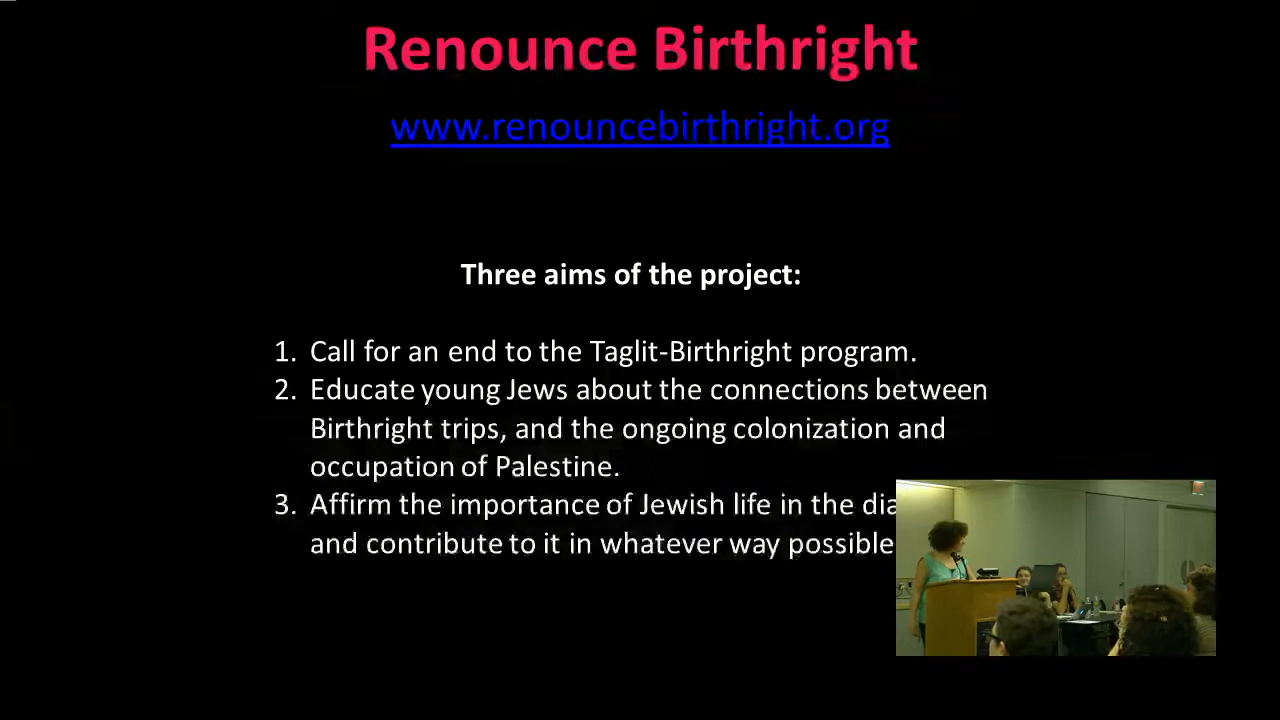 Renounce Birthright
www.renouncebirthright.org
Three aims of the project:
1. Call for an end to the Taglit-Birthright program.
2. Educate young Jews about the connections between
Birthright trips, and the ongoing colonization and
occupation of Palestine.
3. Affirm the importance of Jewish life in the
and contribute to it in whatever way possible